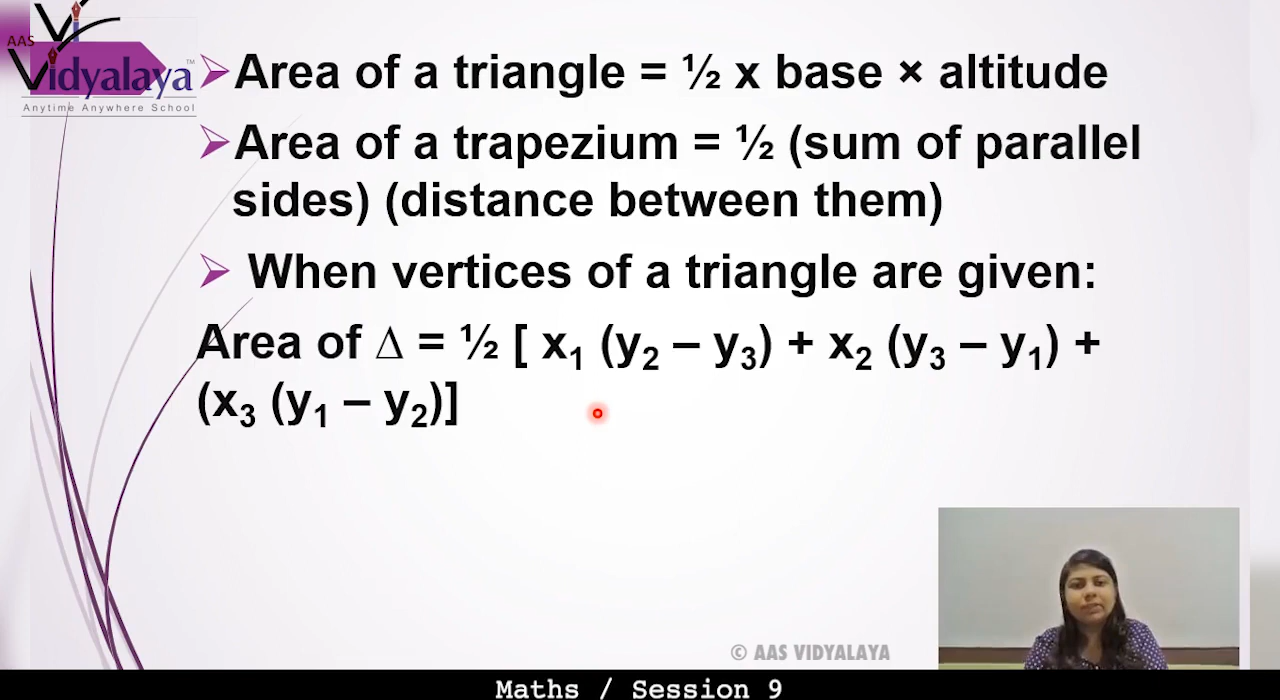 AAS
Vidyalaya™
Anytime Anywhere School
➢Area of a triangle = ½ x base × altitude
➢Area of a trapezium = ½ (sum of parallel
sides) (distance between them)
➢ When vertices of a triangle are given:
Area of Δ = ½ [ x₁ (y₂ – y₃) + x₂ (y₃ – y₁) +
(x₃ (y₁ – y₂)]
© AAS VIDYALAYA
Maths / Session 9